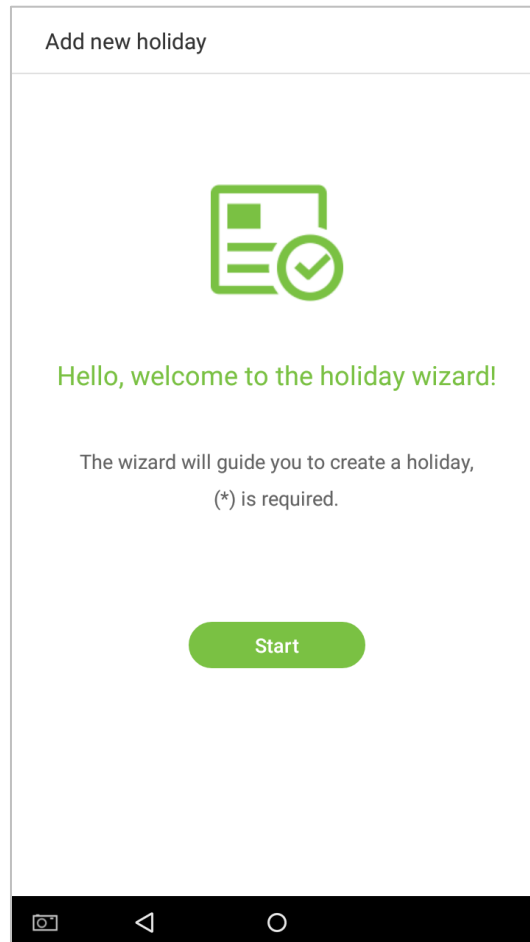 Add new holiday
Hello, welcome to the holiday wizard!
The wizard will guide you to create a holiday,
(*) is required.
Start